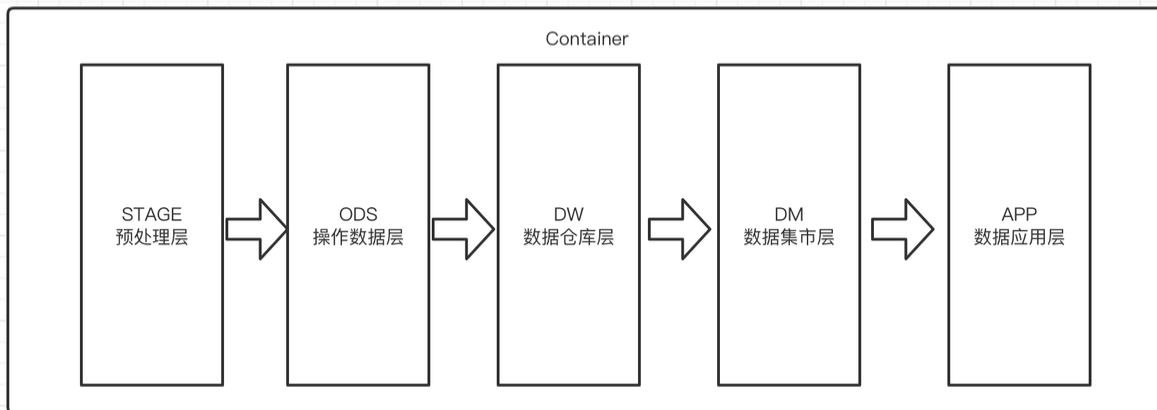 Container
STAGE
预处理层
ODS
操作数据层
DW
数据仓库层
DM
数据集市层
APP
数据应用层